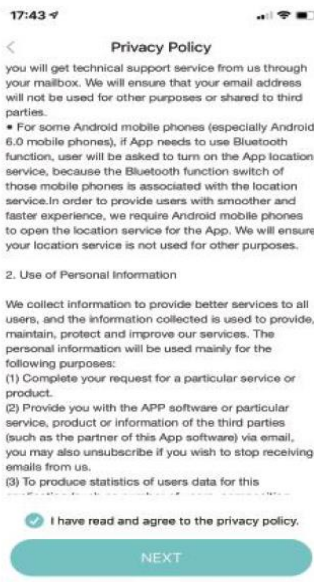 17:43
Privacy Policy
you will get technical support service from us through
your mailbox. We will ensure that your email address
will not be used for other purposes or shared to third
parties.
• For some Android mobile phones (especially Android
6.0 mobile phones), if App needs to use Bluetooth
function, user will be asked to turn on the App location
service, because the Bluetooth function switch of
those mobile phones is associated with the location
service.In order to provide users with smoother and
faster experience, we require Android mobile phones
to open the location service for the App. We will ensure
your location service is not used for other purposes.
2. Use of Personal Information
We collect information to provide better services to all
users, and the information collected is used to provide,
maintain, protect and improve our services. The
personal information will be used mainly for the
following purposes:
(1) Complete your request for a particular service or
product.
(2) Provide you with the APP software or particular
service, product or information of the third parties
(such as the partner of this App software) via email,
you may also unsubscribe if you wish to stop receiving
emails from us.
(3) To produce statistics of users data for this
I have read and agree to the privacy policy.
NEXT